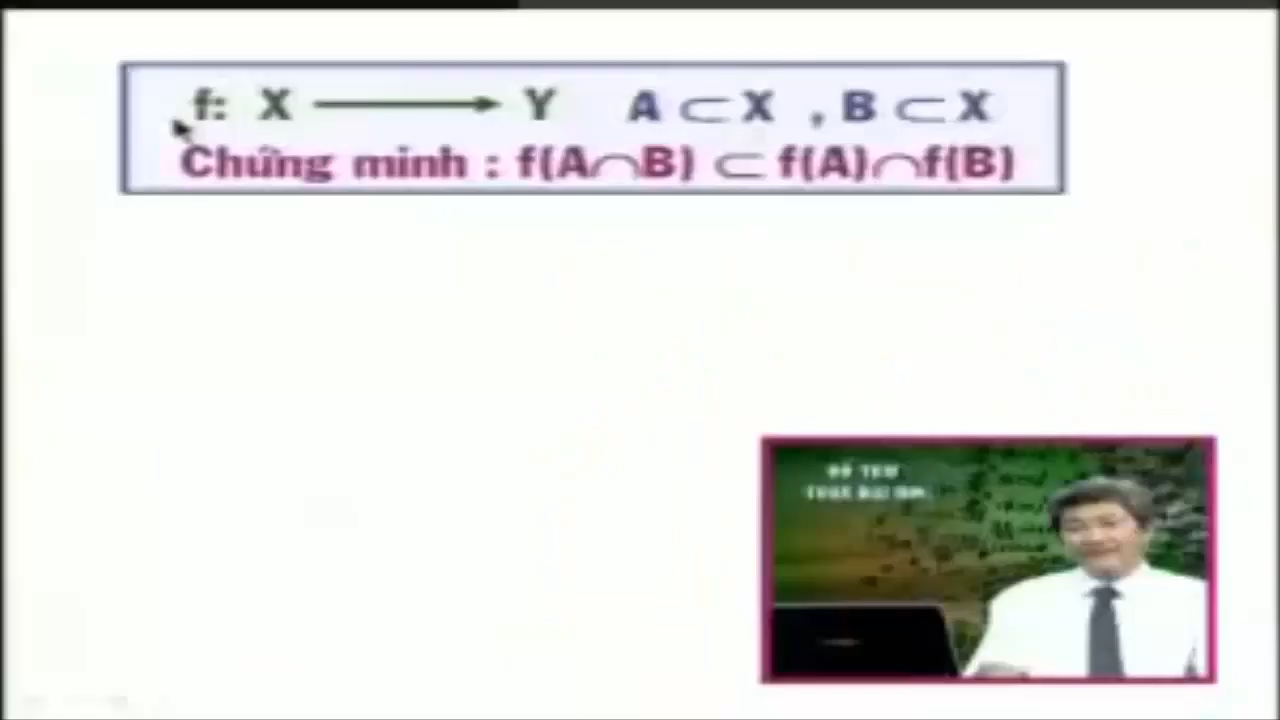 f: X ⟶ Y A ⊂ X , B ⊂ X
Chứng minh : f(A∩B) ⊂ f(A)∩f(B)